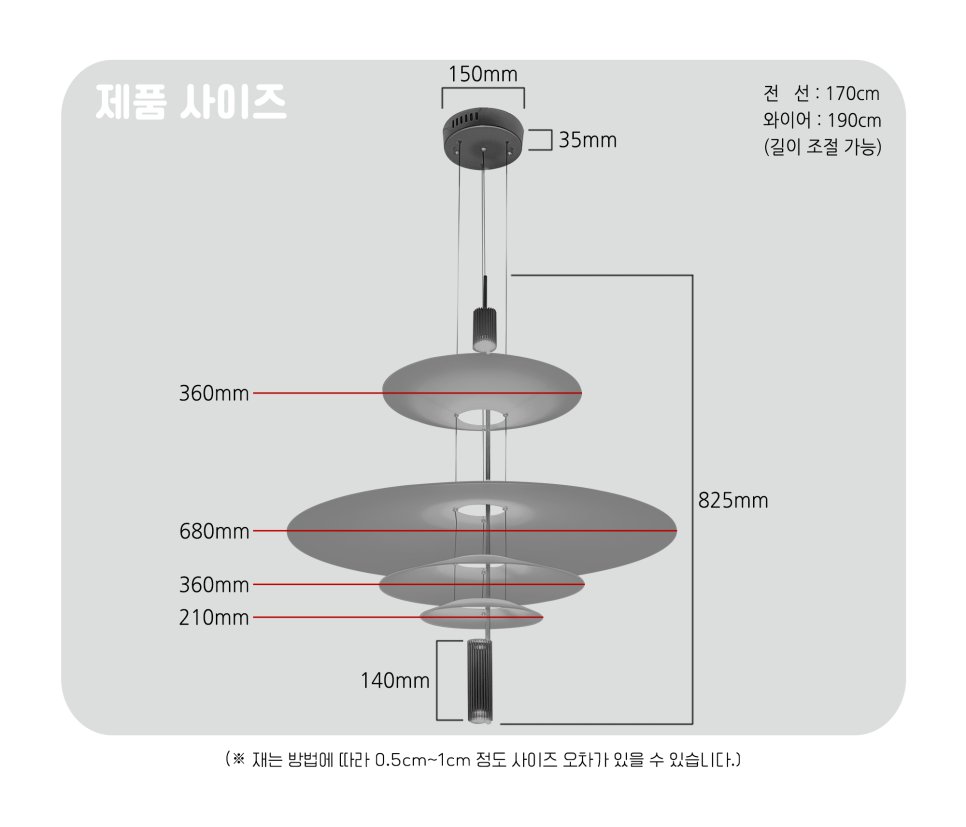 제품 사이즈
150mm
전 선 : 170cm
와이어 : 190cm
(길이 조절 가능)
35mm
360mm
825mm
680mm
360mm
210mm
140mm
(※ 재는 방법에 따라 0.5cm~1cm 정도 사이즈 오차가 있을 수 있습니다.)